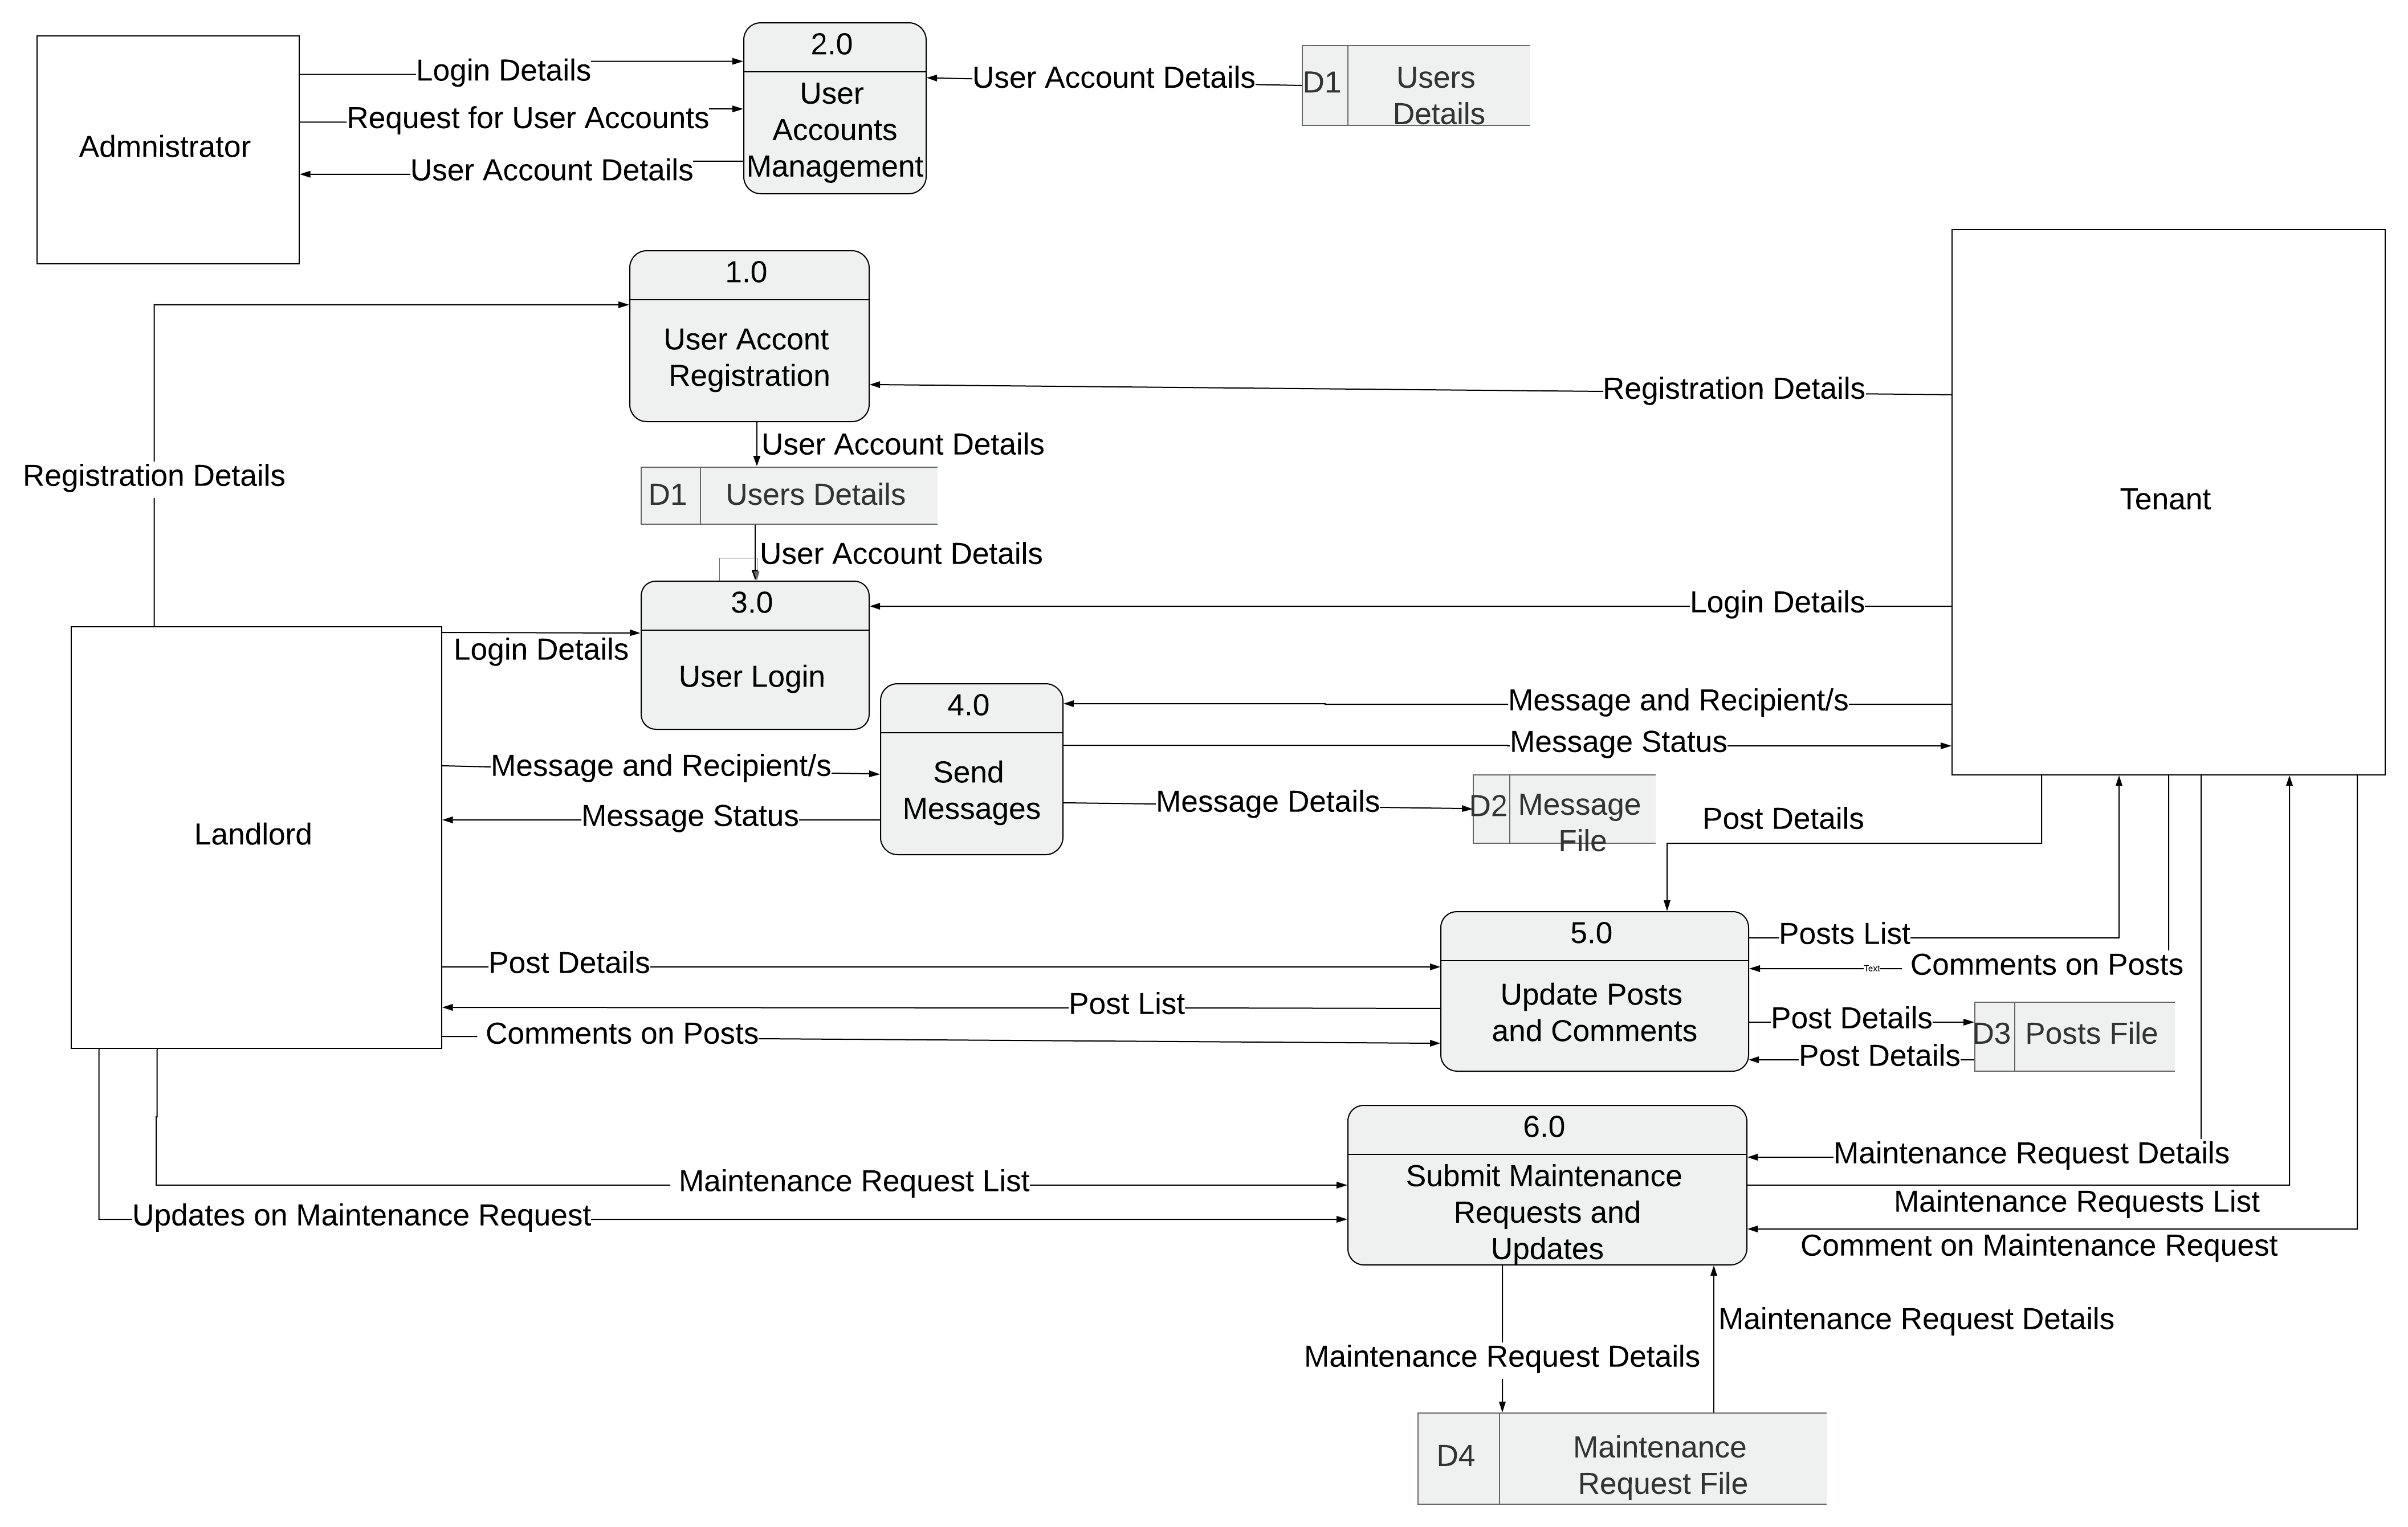 2.0
Login Details
Users
User Account Details
D1
Details
User
Request for User Accounts
Accounts
Admnistrator
Management
User Account Details
1.0
User Accont
Registration
Registration Details
User Account Details
Registration Details
D1
Users Details
Tenant
User Account Details
3.0
Login Details
Login Details
User Login
4.0
Message and Recipient/s
Message Status
Message and Recipient/s
Send
Messages
Message Details
D2
Message
File
Message Status
Post Details
Landlord
5.0
Posts List
Post Details
Text
Comments on Posts
Update Posts
and Comments
Post List
Post Details
D3
Posts File
Comments on Posts
Post Details
6.0
Maintenance Request Details
Submit Maintenance
Requests and
Updates
Maintenance Request List
Maintenance Requests List
Updates on Maintenance Request
Comment on Maintenance Request
Maintenance Request Details
Maintenance Request Details
D4
Maintenance
Request File